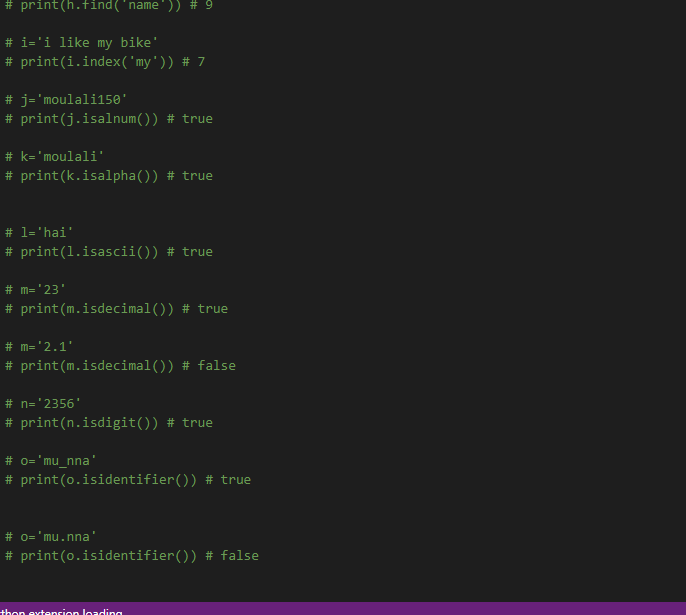 # print(h.find('name')) # 9
# i='i like my bike'
# print(i.index('my')) # 7
# j='moulali150'
# print(j.isalnum()) # true
# k='moulali'
# print(k.isalpha()) # true
# l='hai'
# print(l.isascii()) # true
# m='23'
# print(m.isdecimal()) # true
# m='2.1'
# print(m.isdecimal()) # false
# n='2356'
# print(n.isdigit()) # true
# o='mu_nna'
# print(o.isidentifier()) # true
# o='mu.nna'
# print(o.isidentifier()) # false
thon extension loading